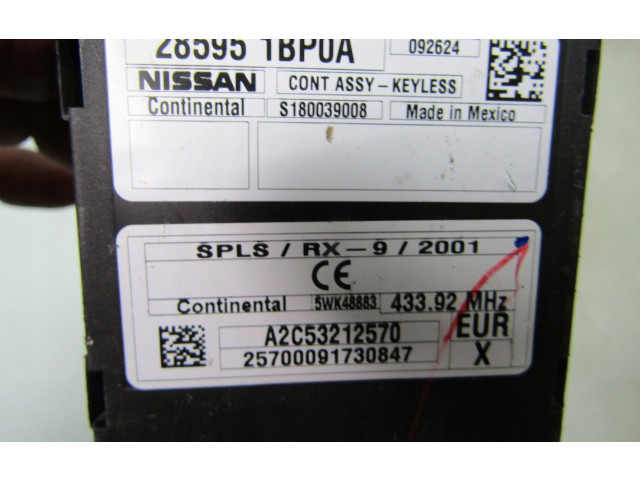 28595 1BP0A 092624
NISSAN CONT ASSY-KEYLESS
Continental S180039008 Made in Mexico
SPLS / RX-9 / 2001
CE
Continental 5WK48883 433.92 MHz
A2C53212570 EUR
25700091730847 X